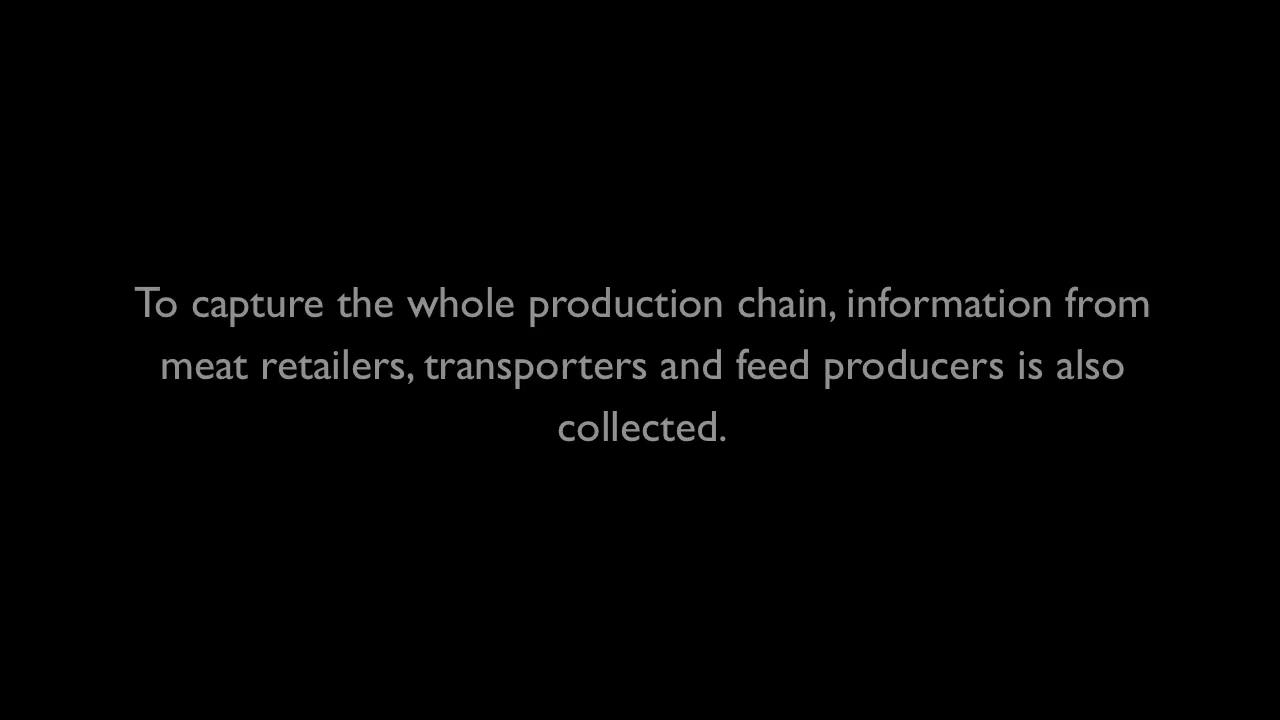 To capture the whole production chain, information from
meat retailers, transporters and feed producers is also
collected.